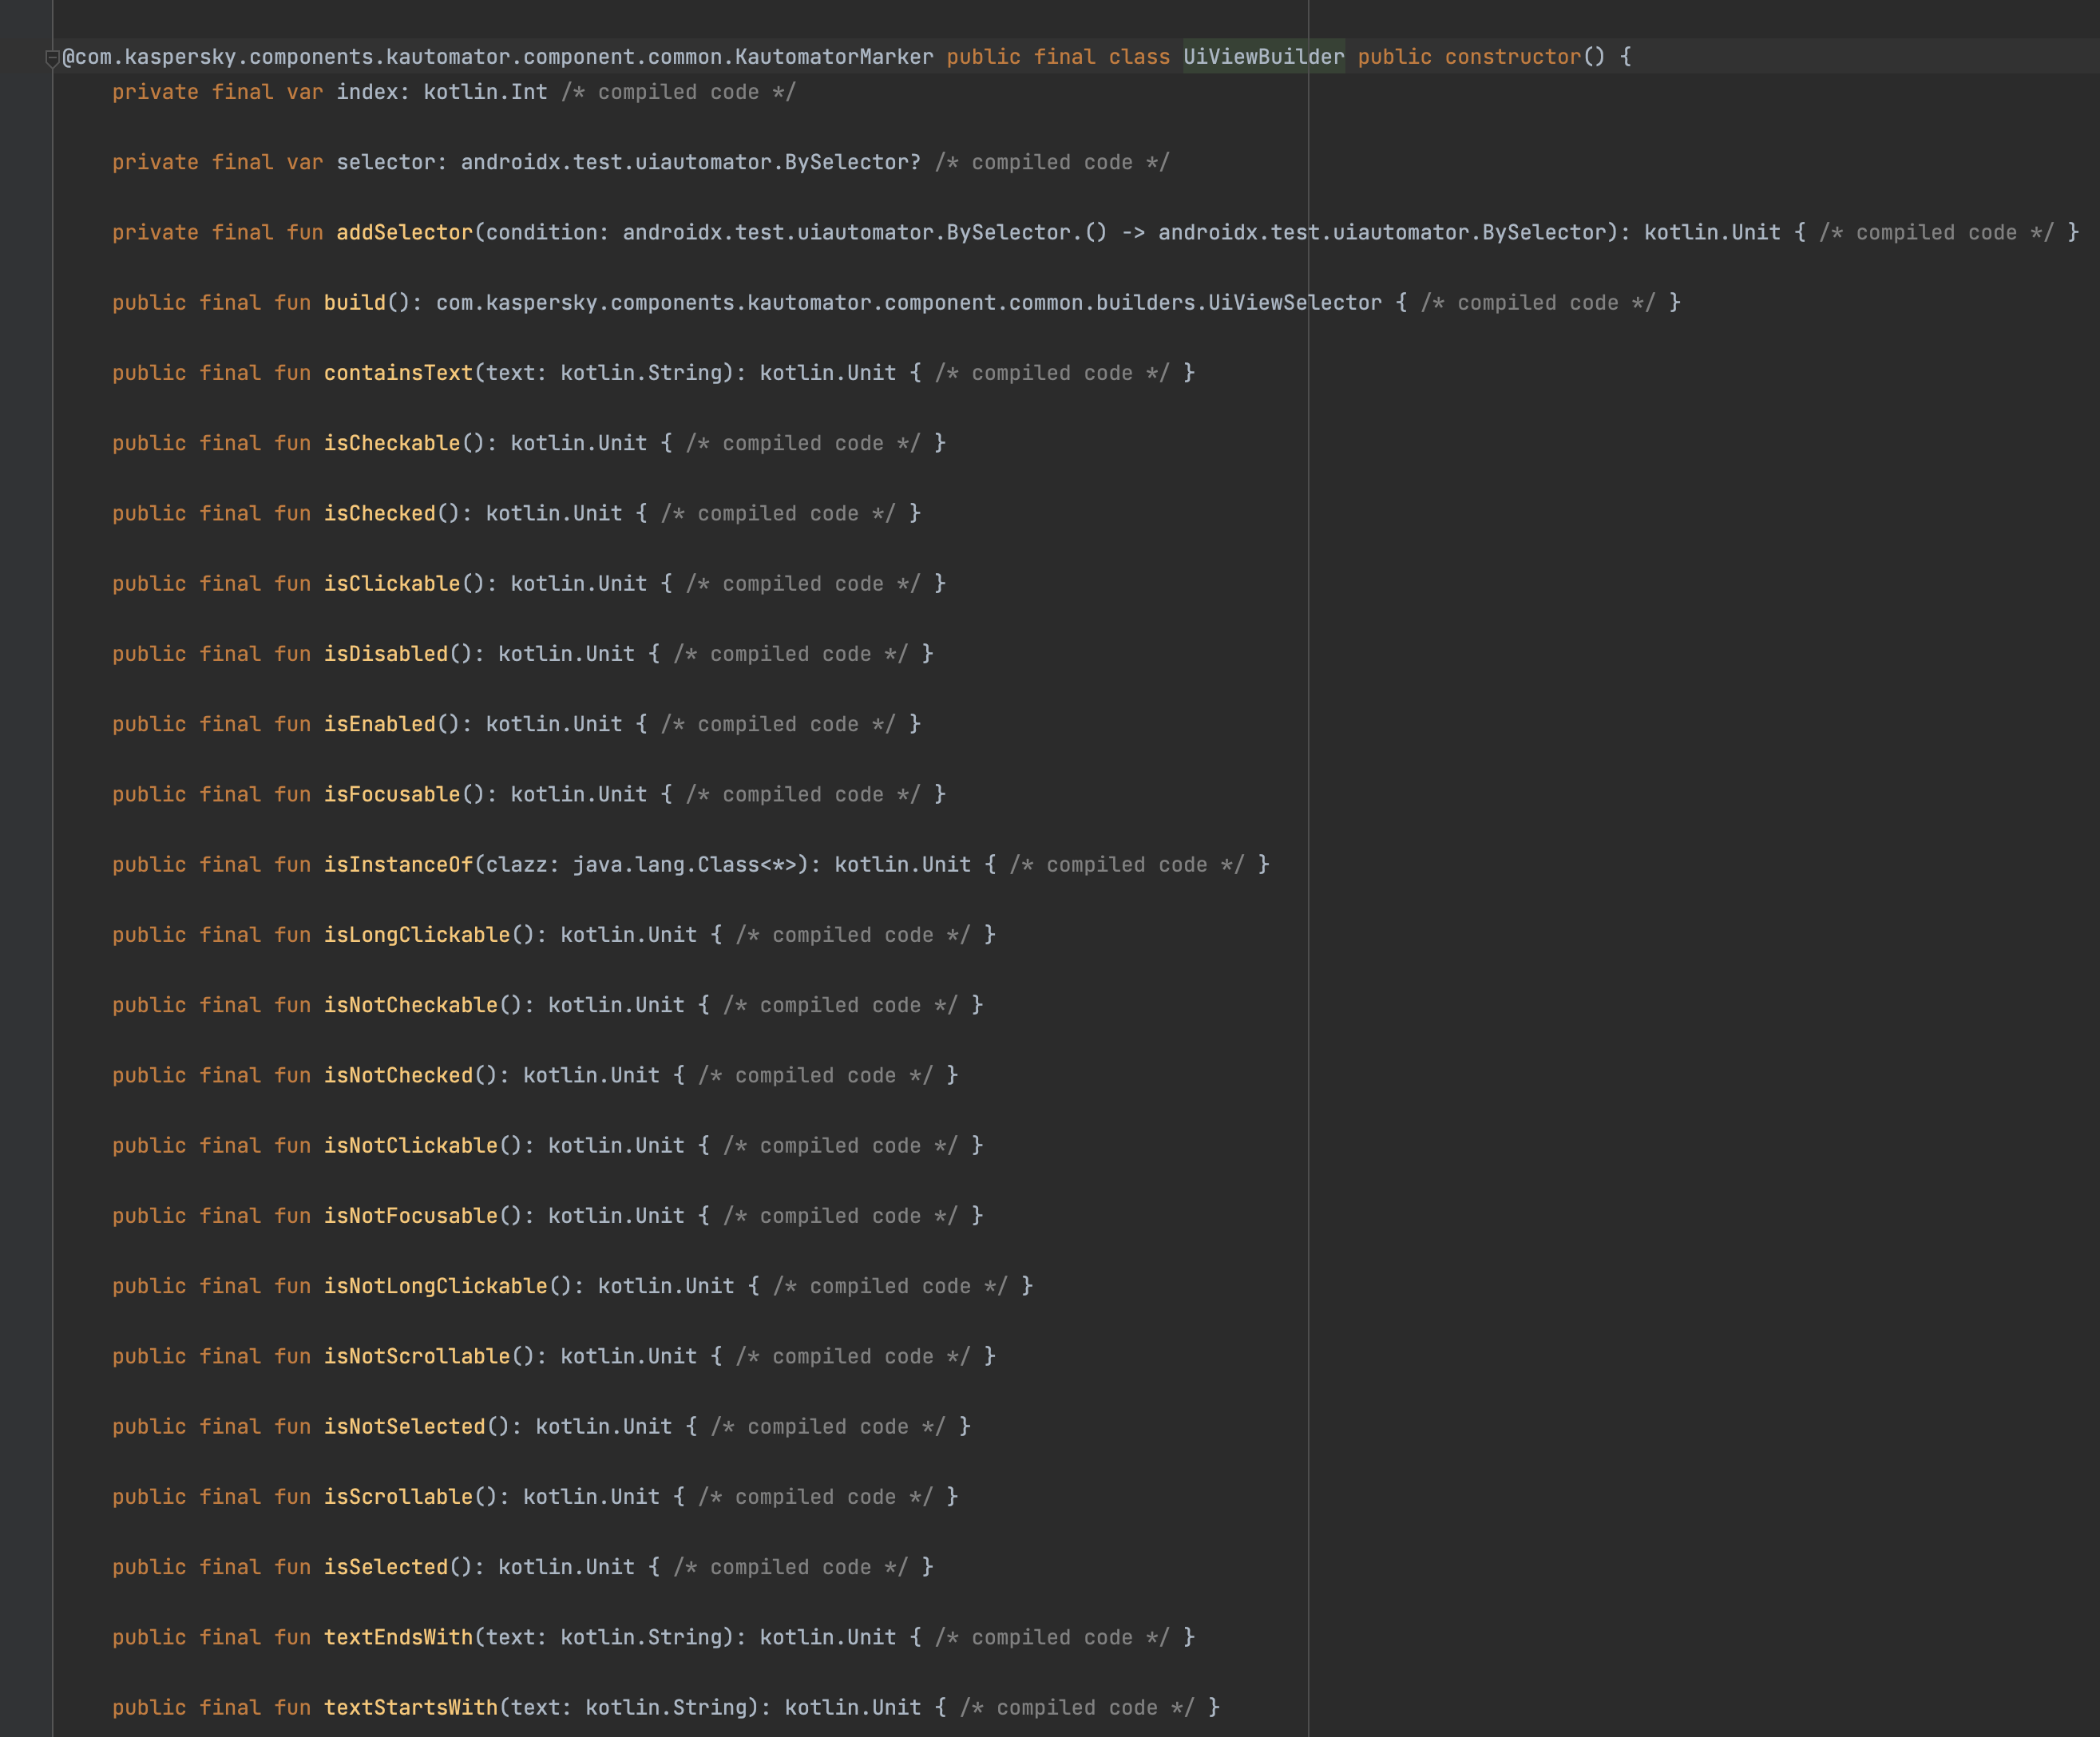 @com.kaspersky.components.kautomator.component.common.KautomatorMarker public final class UiViewBuilder public constructor() {
private final var index: kotlin.Int /* compiled code */
private final var selector: androidx.test.uiautomator.BySelector? /* compiled code */
private final fun addSelector(condition: androidx.test.uiautomator.BySelector.() -> androidx.test.uiautomator.BySelector): kotlin.Unit { /* compiled code */ }
public final fun build(): com.kaspersky.components.kautomator.component.common.builders.UiViewSelector { /* compiled code */ }
public final fun containsText(text: kotlin.String): kotlin.Unit { /* compiled code */ }
public final fun isCheckable(): kotlin.Unit { /* compiled code */ }
public final fun isChecked(): kotlin.Unit { /* compiled code */ }
public final fun isClickable(): kotlin.Unit { /* compiled code */ }
public final fun isDisabled(): kotlin.Unit { /* compiled code */ }
public final fun isEnabled(): kotlin.Unit { /* compiled code */ }
public final fun isFocusable(): kotlin.Unit { /* compiled code */ }
public final fun isInstanceOf(clazz: java.lang.Class<*>): kotlin.Unit { /* compiled code */ }
public final fun isLongClickable(): kotlin.Unit { /* compiled code */ }
public final fun isNotCheckable(): kotlin.Unit { /* compiled code */ }
public final fun isNotChecked(): kotlin.Unit { /* compiled code */ }
public final fun isNotClickable(): kotlin.Unit { /* compiled code */ }
public final fun isNotFocusable(): kotlin.Unit { /* compiled code */ }
public final fun isNotLongClickable(): kotlin.Unit { /* compiled code */ }
public final fun isNotScrollable(): kotlin.Unit { /* compiled code */ }
public final fun isNotSelected(): kotlin.Unit { /* compiled code */ }
public final fun isScrollable(): kotlin.Unit { /* compiled code */ }
public final fun isSelected(): kotlin.Unit { /* compiled code */ }
public final fun textEndsWith(text: kotlin.String): kotlin.Unit { /* compiled code */ }
public final fun textStartsWith(text: kotlin.String): kotlin.Unit { /* compiled code */ }